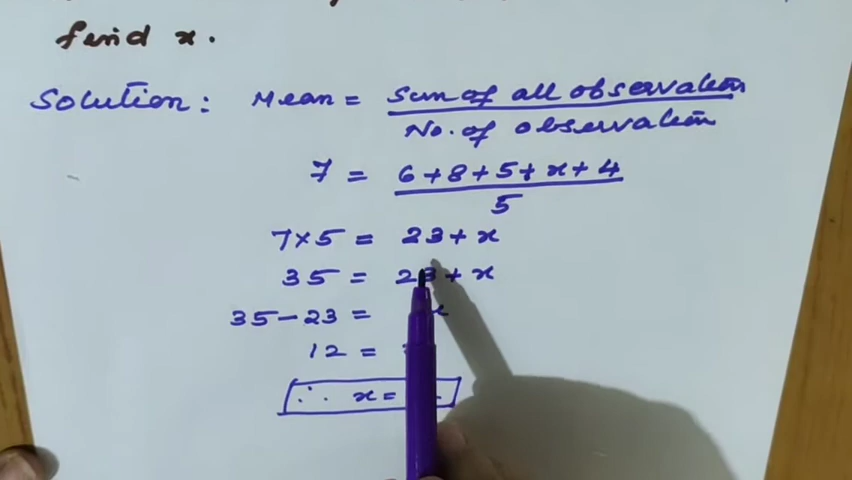 find x.
Solution: Mean = Sum of all observation
No. of observation
7 = 6+8+5+x+4
5
7×5 = 23+x
35 = 23+x
35-23 = x
12 =
∴ x =